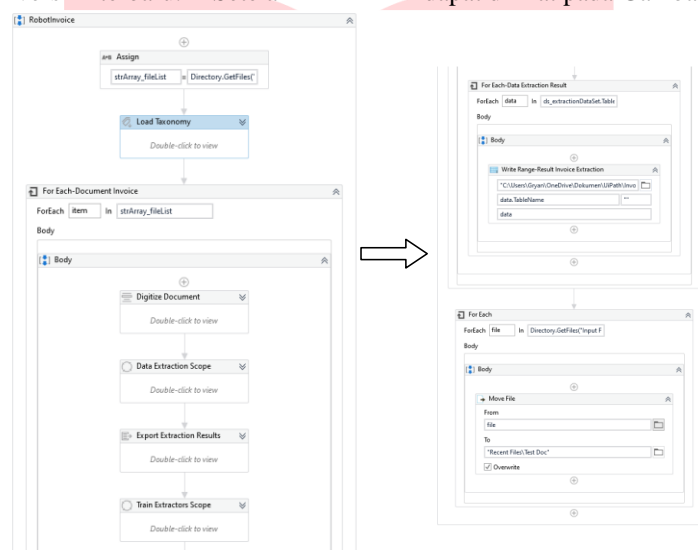 RobotInvoice
A+B Assign
strArray_fileList = Directory.GetFiles("
Load Taxonomy
Double-click to view
For Each-Document Invoice
ForEach item In strArray_fileList
Body
Body
Digitize Document
Double-click to view
Data Extraction Scope
Double-click to view
Export Extraction Results
Double-click to view
Train Extractors Scope
Double-click to view
For Each-Data Extraction Result
ForEach data In ds_extractionDataSet.Table
Body
Body
Write Range-Result Invoice Extraction
"C:\Users\Gryan\OneDrive\Dokumen\UiPath\Invo
data.TableName ""
data
For Each
ForEach file In Directory.GetFiles("Input F
Body
Body
Move File
From
file
To
"Recent Files\Test Doc"
Overwrite